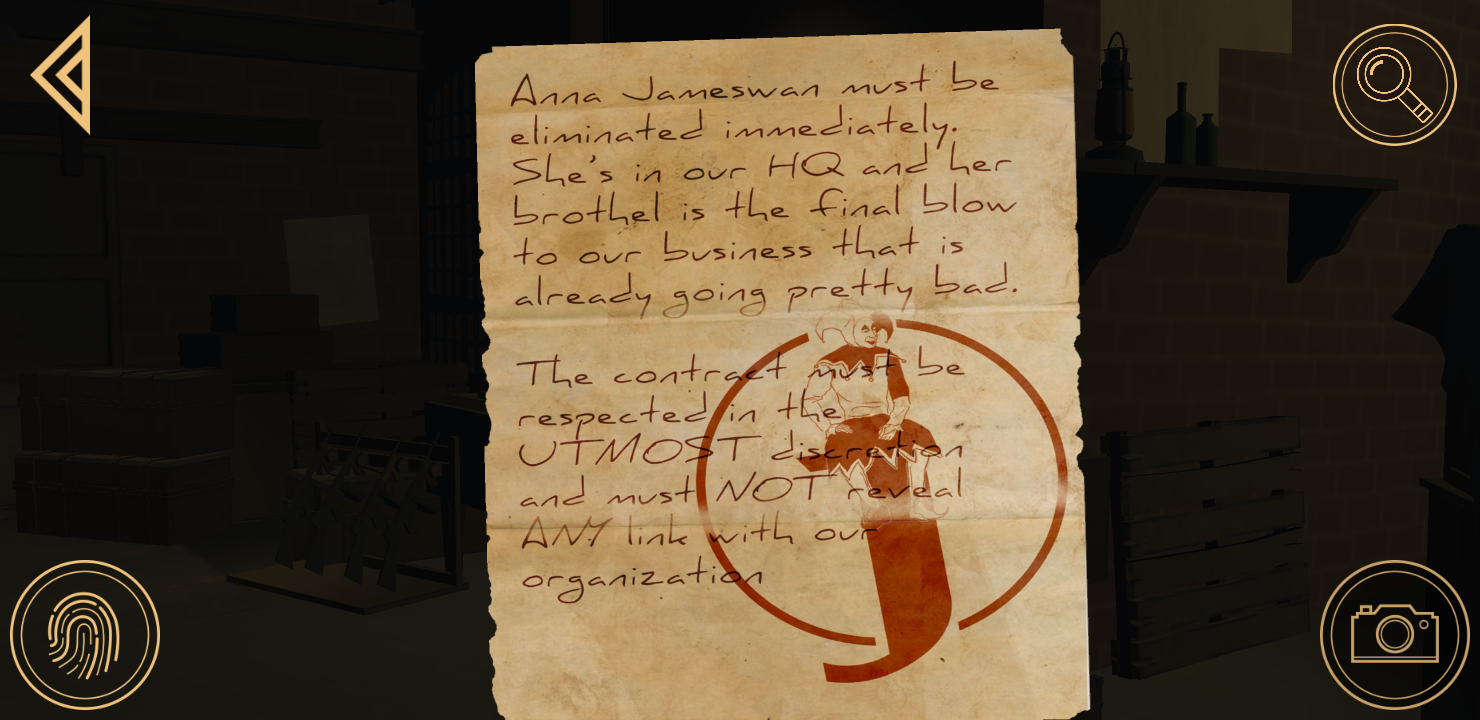 Anna Jameswan must be
eliminated immediately.
She's in our HQ and her
brothel is the final blow
to our business that is
already going pretty bad.
The contract must be
respected in the
UTMOST discretion
and must NOT reveal
ANY link with our
organization
J